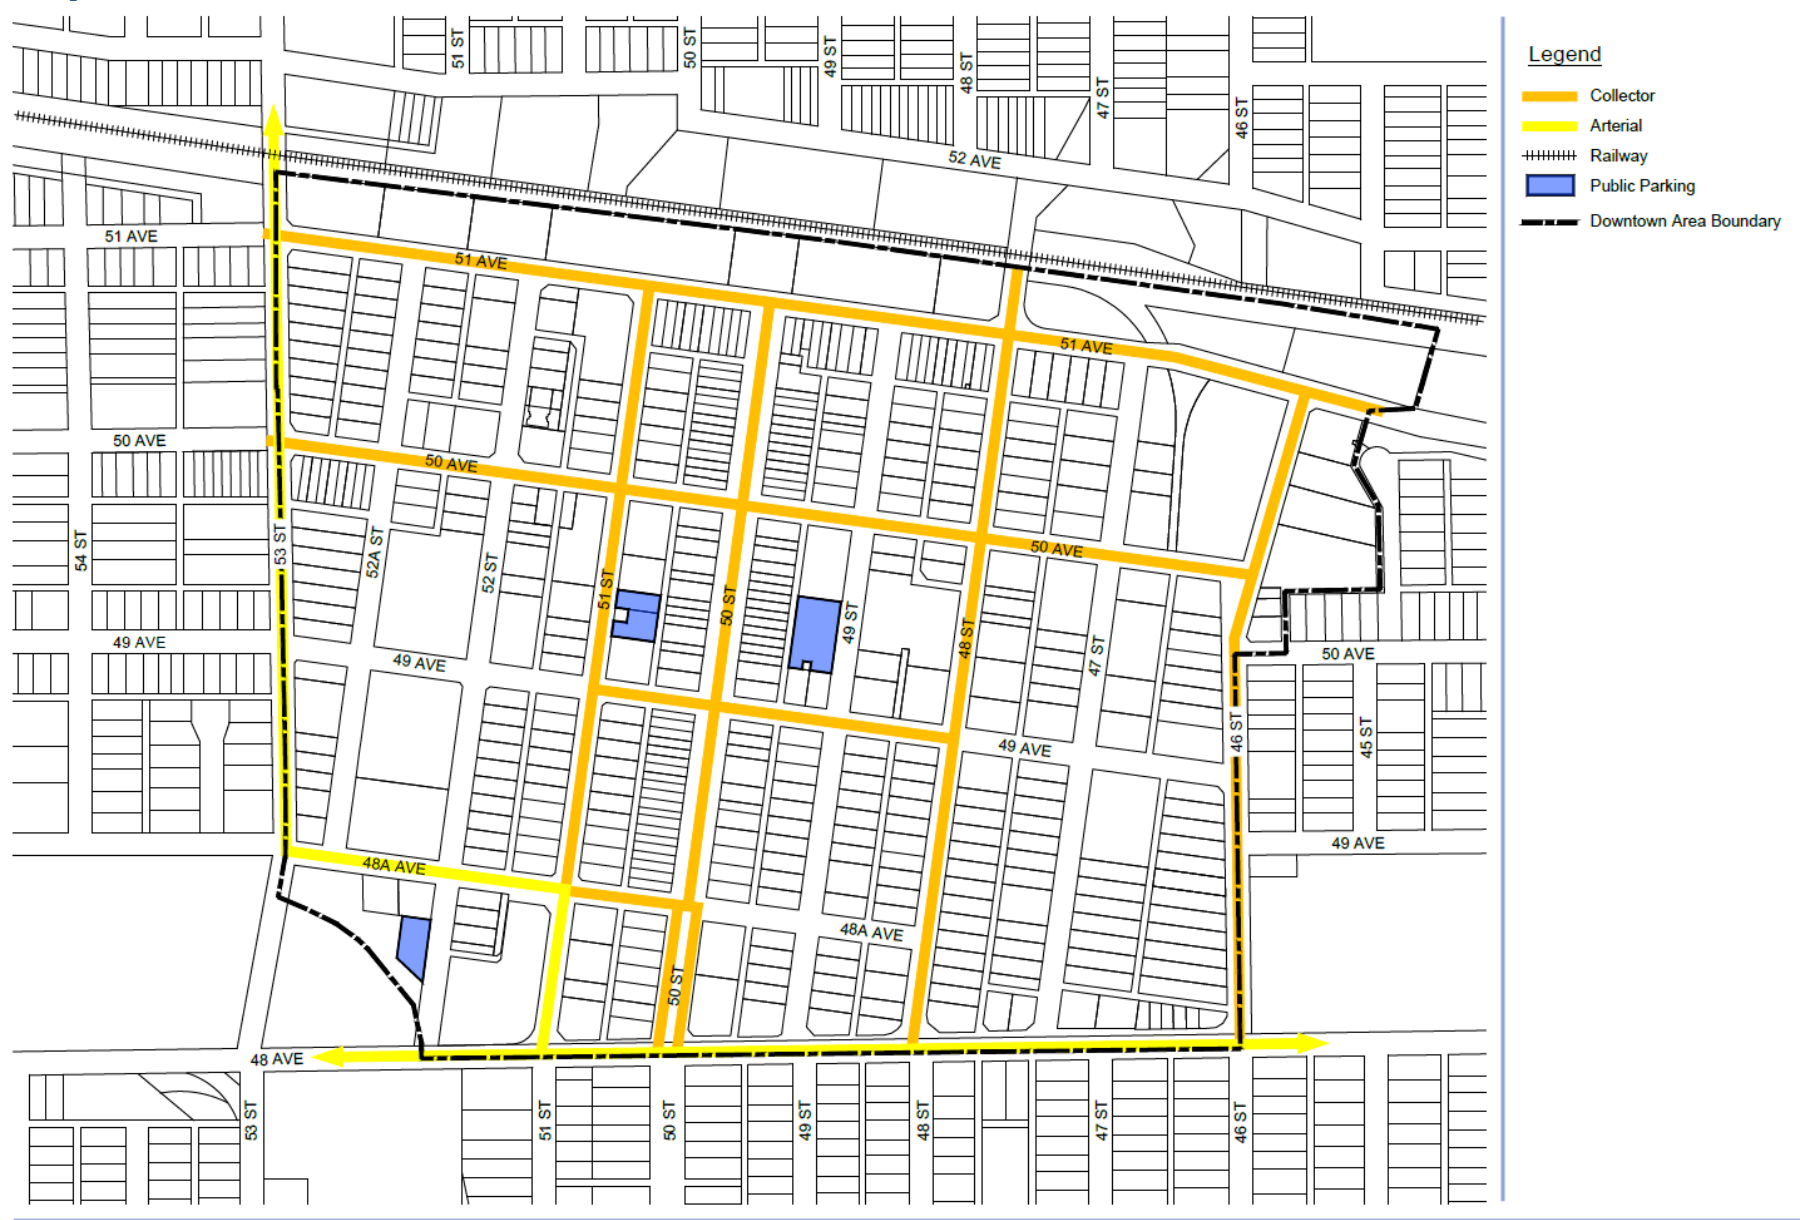 51 ST
50 ST
49 ST
48 ST
47 ST
46 ST
Legend
Collector
Arterial
Railway
Public Parking
Downtown Area Boundary
52 AVE
51 AVE
51 AVE
51 AVE
50 AVE
50 AVE
50 AVE
54 ST
53 ST
52A ST
52 ST
51 ST
50 ST
49 ST
48 ST
47 ST
49 AVE
49 AVE
50 AVE
46 ST
45 ST
49 AVE
49 AVE
48A AVE
48A AVE
50 ST
48 AVE
53 ST
51 ST
50 ST
49 ST
48 ST
47 ST
46 ST